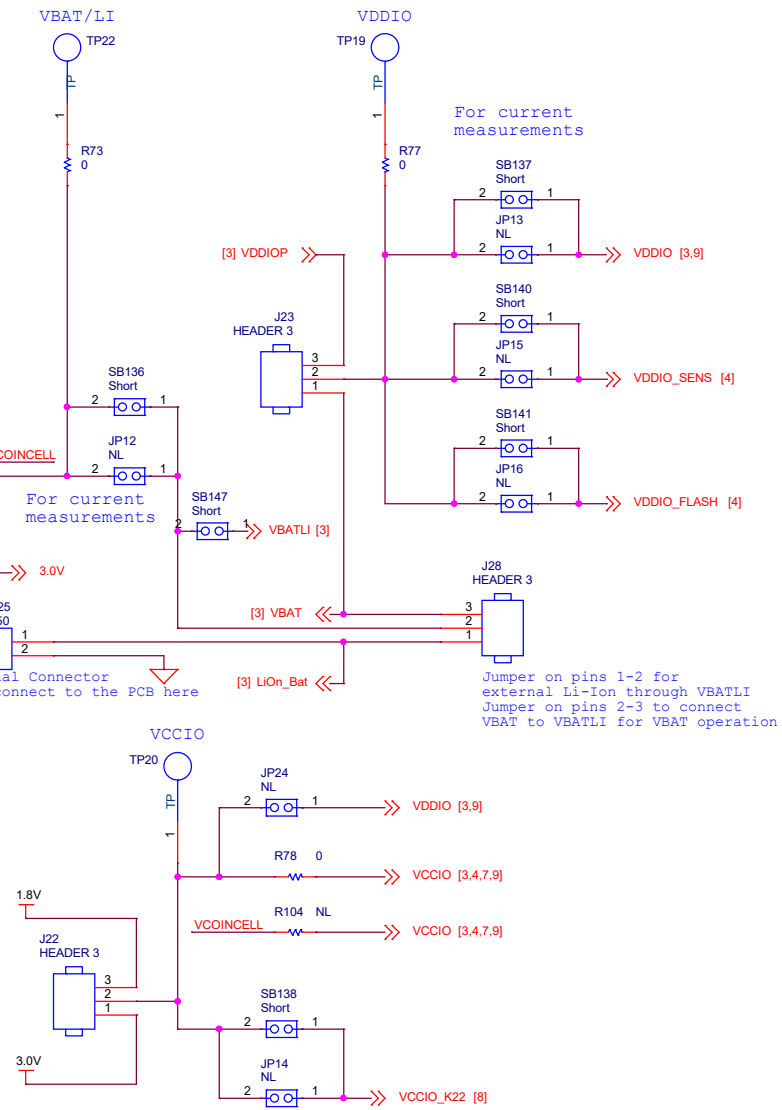 VBAT/LI
TP22
TP
1
R73
0
VDDIO
TP19
TP
1
R77
0
For current
measurements
SB137
Short
2 1
JP13
NL
2 1
VDDIO [3,9]
[3] VDDIOP
J23
HEADER 3
3
2
1
SB140
Short
2 1
JP15
NL
2 1
VDDIO_SENS [4]
SB141
Short
2 1
JP16
NL
2 1
VDDIO_FLASH [4]
SB136
Short
2 1
JP12
NL
2 1
COINCELL
For current
measurements
SB147
Short
2 1
VBATLI [3]
3.0V
25
50
1
2
al Connector
connect to the PCB here
[3] VBAT
[3] LiOn_Bat
J28
HEADER 3
3
2
1
Jumper on pins 1-2 for
external Li-Ion through VBATLI
Jumper on pins 2-3 to connect
VBAT to VBATLI for VBAT operation
VCCIO
TP20
TP
1
JP24
NL
2 1
VDDIO [3,9]
R78 0
VCCIO [3,4,7,9]
R104 NL
VCOINCELL
VCCIO [3,4,7,9]
1.8V
J22
HEADER 3
3
2
1
3.0V
SB138
Short
2 1
JP14
NL
2 1
VCCIO_K22 [8]